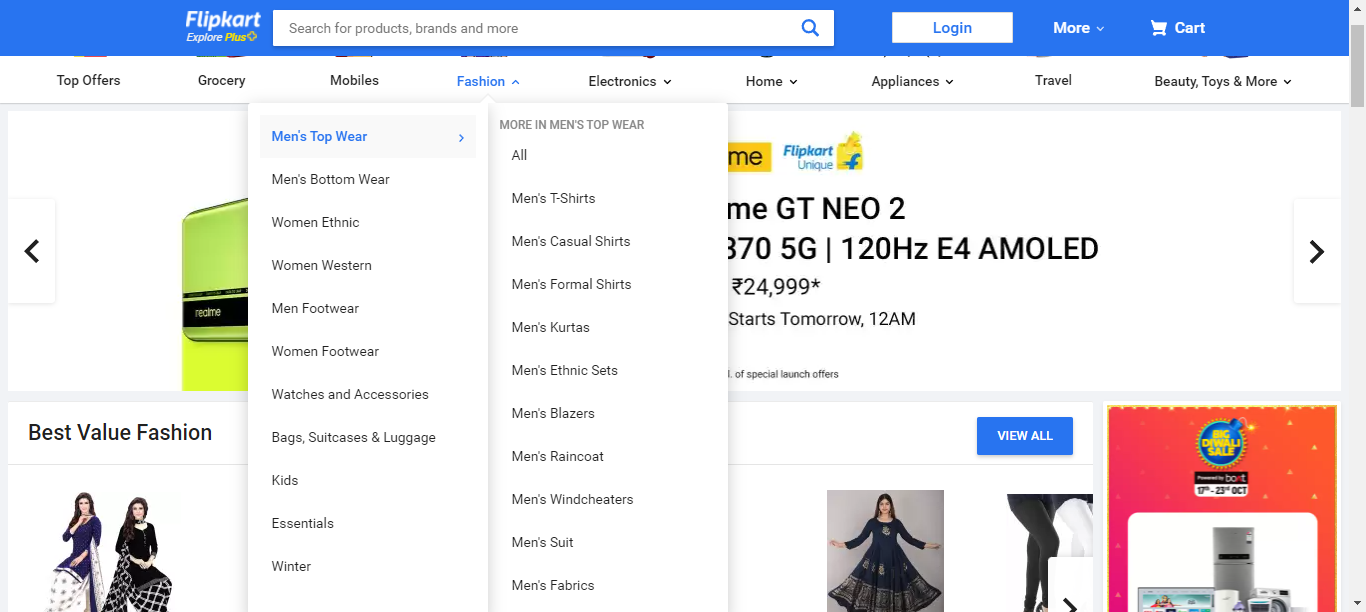 Flipkart
Explore Plus
Search for products, brands and more
Login
More
Cart
Top Offers
Grocery
Mobiles
Fashion
Electronics
Home
Appliances
Travel
Beauty, Toys & More
Men's Top Wear
Men's Bottom Wear
Women Ethnic
Women Western
Men Footwear
Women Footwear
Watches and Accessories
Bags, Suitcases & Luggage
Kids
Essentials
Winter
MORE IN MEN'S TOP WEAR
All
Men's T-Shirts
Men's Casual Shirts
Men's Formal Shirts
Men's Kurtas
Men's Ethnic Sets
Men's Blazers
Men's Raincoat
Men's Windcheaters
Men's Suit
Men's Fabrics
realme
me
Flipkart
Unique
me GT NEO 2
870 5G | 120Hz E4 AMOLED
₹24,999*
Starts Tomorrow, 12AM
. of special launch offers
Best Value Fashion
VIEW ALL
BIG
DIWALI
SALE
Powered by boAt
17th - 23rd OCT